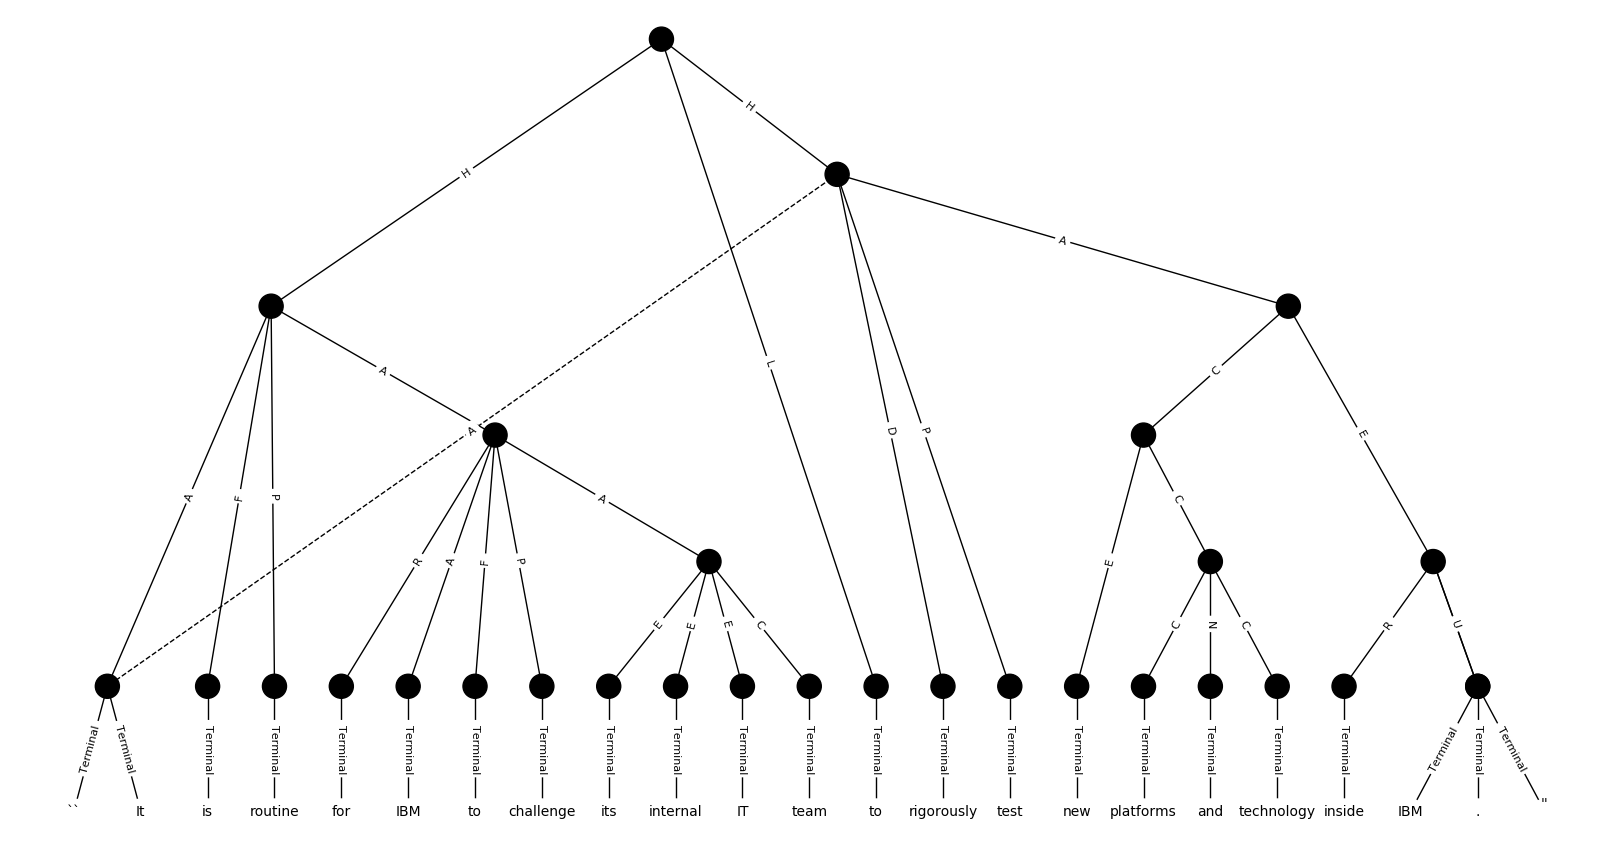 H
H
A
L
A
A
D
P
C
E
A
F
P
A
C
R
A
F
P
E
C
N
C
R
U
E
E
E
C
Terminal Terminal Terminal Terminal Terminal Terminal Terminal Terminal Terminal Terminal Terminal Terminal Terminal Terminal Terminal Terminal Terminal Terminal Terminal Terminal Terminal Terminal Terminal
`` It is routine for IBM to challenge its internal IT team to rigorously test new platforms and technology inside IBM . "